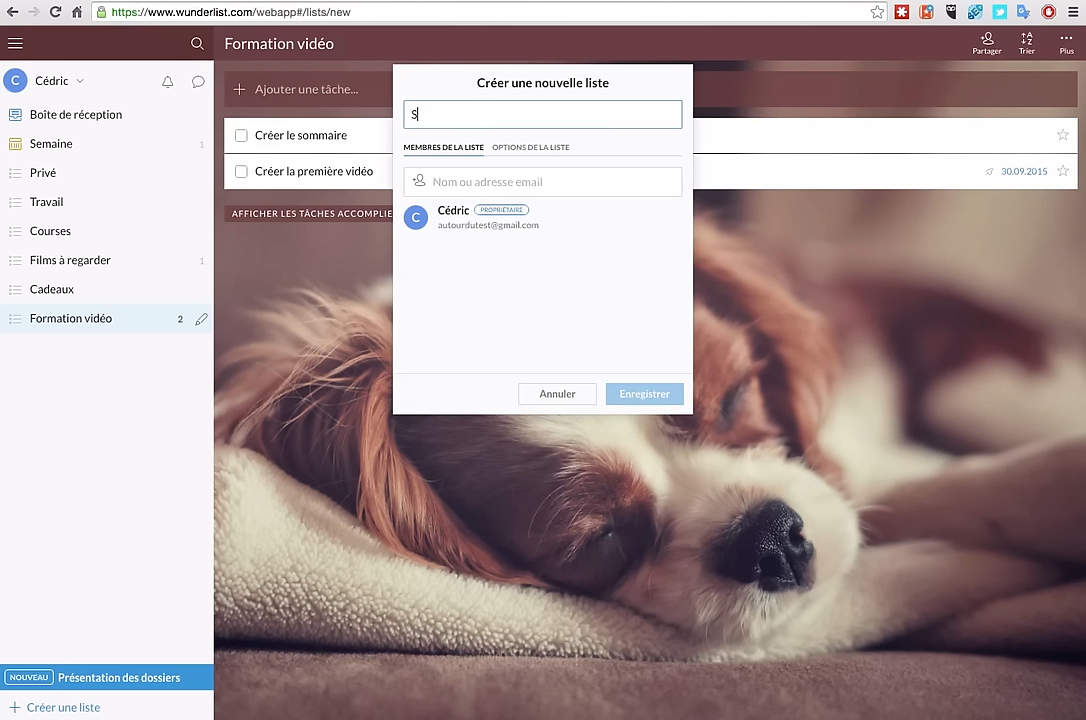 https://www.wunderlist.com/webapp#/lists/new
Formation vidéo
Partager
Trier
Plus
C
Cédric
Boîte de réception
Semaine 1
Privé
Travail
Courses
Films à regarder 1
Cadeaux
Formation vidéo 2
NOUVEAU Présentation des dossiers
Créer une liste
Ajouter une tâche...
Créer le sommaire
Créer la première vidéo
30.09.2015
AFFICHER LES TÂCHES ACCOMPLIE
Créer une nouvelle liste
S
MEMBRES DE LA LISTE OPTIONS DE LA LISTE
Nom ou adresse email
C
Cédric PROPRIÉTAIRE
autourdutest@gmail.com
Annuler Enregistrer